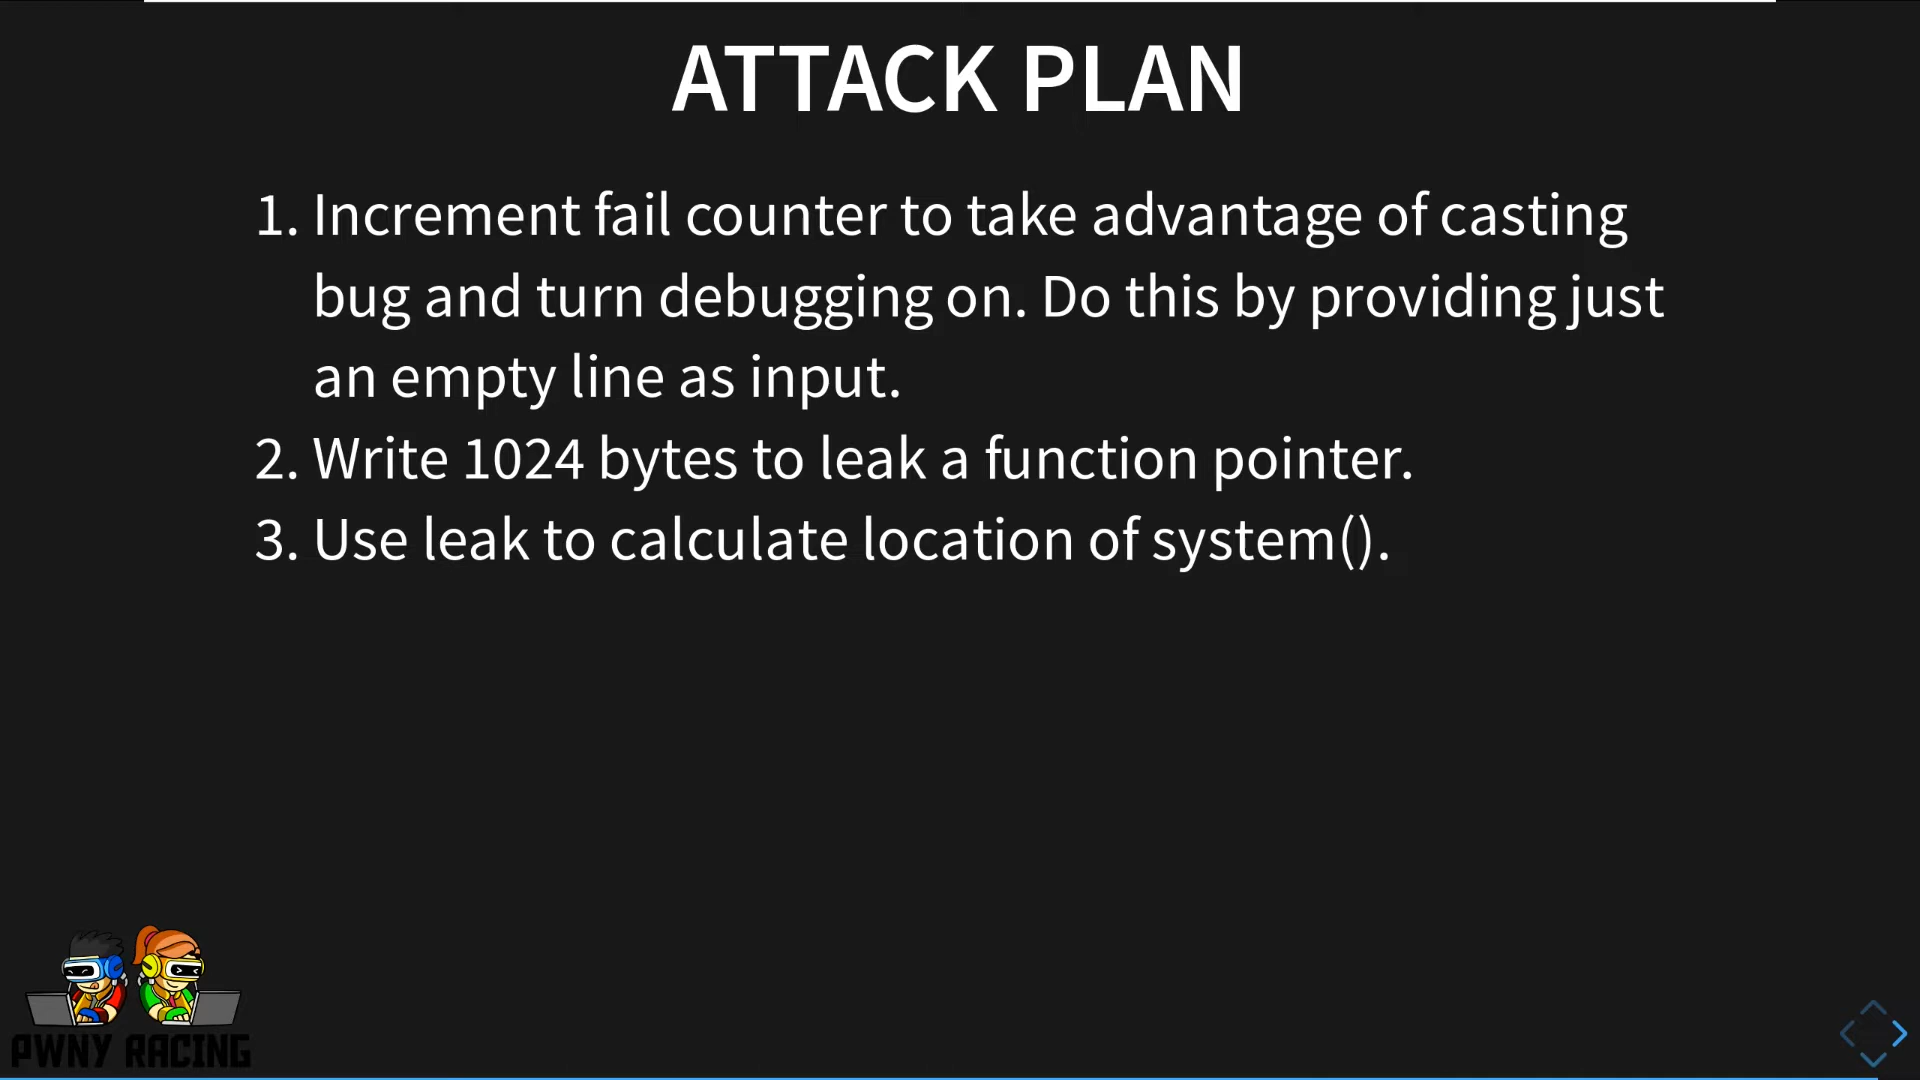 ATTACK PLAN
1. Increment fail counter to take advantage of casting
bug and turn debugging on. Do this by providing just
an empty line as input.
2. Write 1024 bytes to leak a function pointer.
3. Use leak to calculate location of system().
PWNY RACING